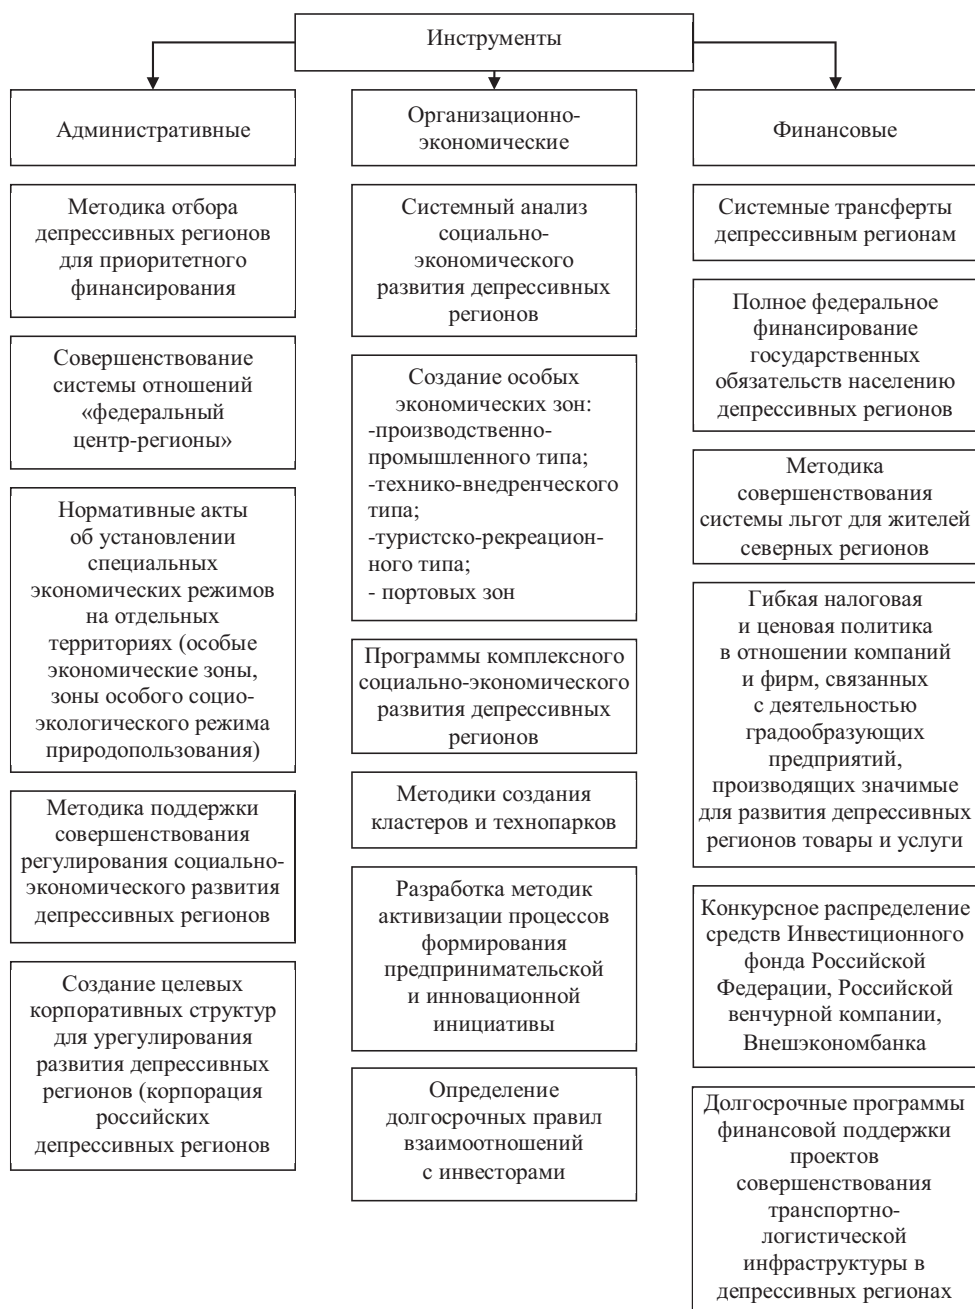 Инструменты
Административные
Методика отбора
депрессивных регионов
для приоритетного
финансирования
Совершенствование
системы отношений
«федеральный
центр-регионы»
Нормативные акты
об установлении
специальных
экономических режимов
на отдельных
территориях (особые
экономические зоны,
зоны особого социо-
экологического режима
природопользования)
Методика поддержки
совершенствования
регулирования социально-
экономического развития
депрессивных регионов
Создание целевых
корпоративных структур
для урегулирования
развития депрессивных
регионов (корпорация
российских
депрессивных регионов
Организационно-
экономические
Системный анализ
социально-
экономического
развития депрессивных
регионов
Создание особых
экономических зон:
-производственно-
промышленного типа;
-технико-внедренческого
типа;
-туристско-рекреацион-
ного типа;
- портовых зон
Программы комплексного
социально-экономического
развития депрессивных
регионов
Методики создания
кластеров и технопарков
Разработка методик
активизации процессов
формирования
предпринимательской
и инновационной
инициативы
Определение
долгосрочных правил
взаимоотношений
с инвесторами
Финансовые
Системные трансферты
депрессивным регионам
Полное федеральное
финансирование
государственных
обязательств населению
депрессивных регионов
Методика
совершенствования
системы льгот для жителей
северных регионов
Гибкая налоговая
и ценовая политика
в отношении компаний
и фирм, связанных
с деятельностью
градообразующих
предприятий,
производящих значимые
для развития депрессивных
регионов товары и услуги
Конкурсное распределение
средств Инвестиционного
фонда Российской
Федерации, Российской
венчурной компании,
Внешэкономбанка
Долгосрочные программы
финансовой поддержки
проектов
совершенствования
транспортно-
логистической
инфраструктуры в
депрессивных регионах